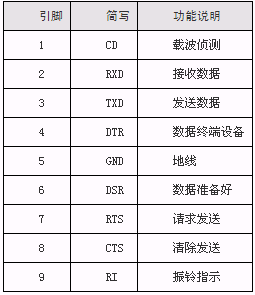 引脚 简写 功能说明
1 CD 载波侦测
2 RXD 接收数据
3 TXD 发送数据
4 DTR 数据终端设备
5 GND 地线
6 DSR 数据准备好
7 RTS 请求发送
8 CTS 清除发送
9 RI 振铃指示